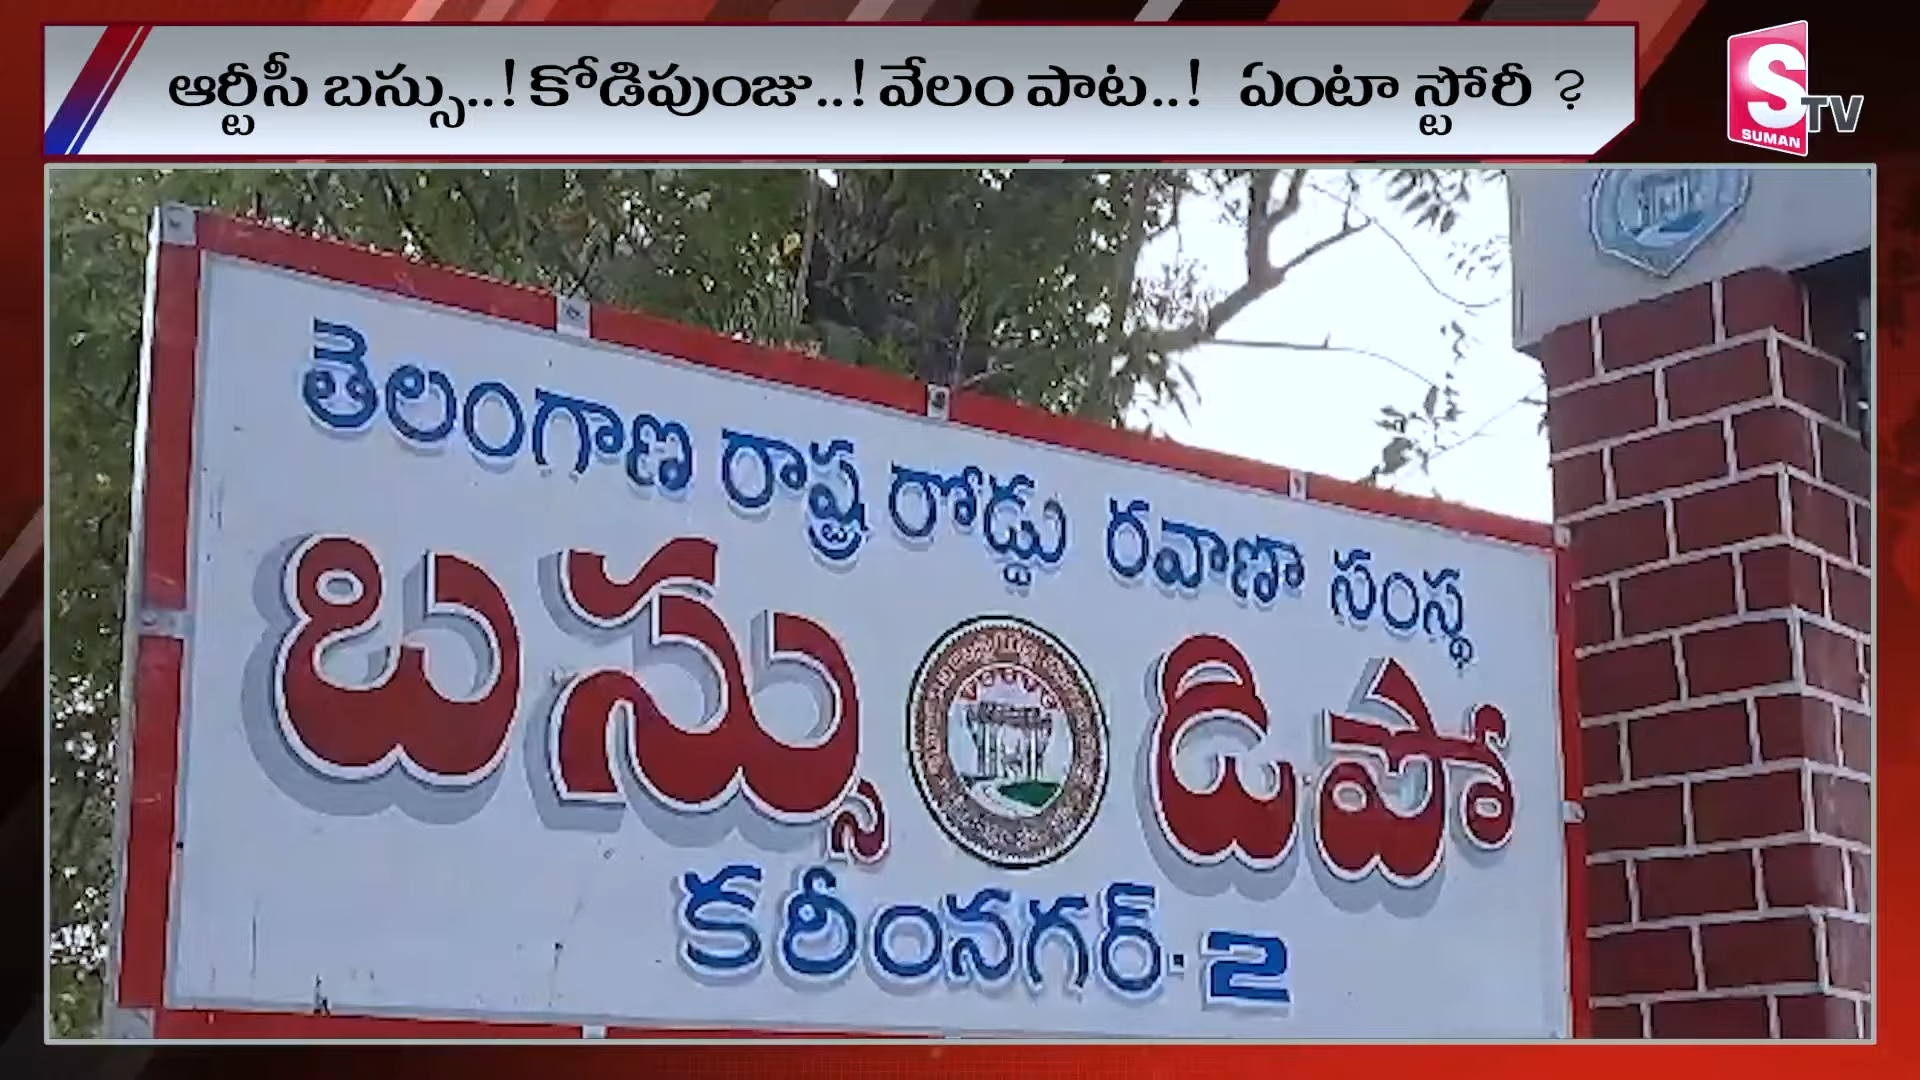 ఆర్టీసీ బస్సు..! కోడిపుంజు..! వేలం పాట..! ఏంటా స్టోరీ ?
S TV
SUMAN
తెలంగాణ రాష్ట్ర రోడ్డు రవాణా సంస్థ
బస్సు డిపో
కరీంనగర్-2